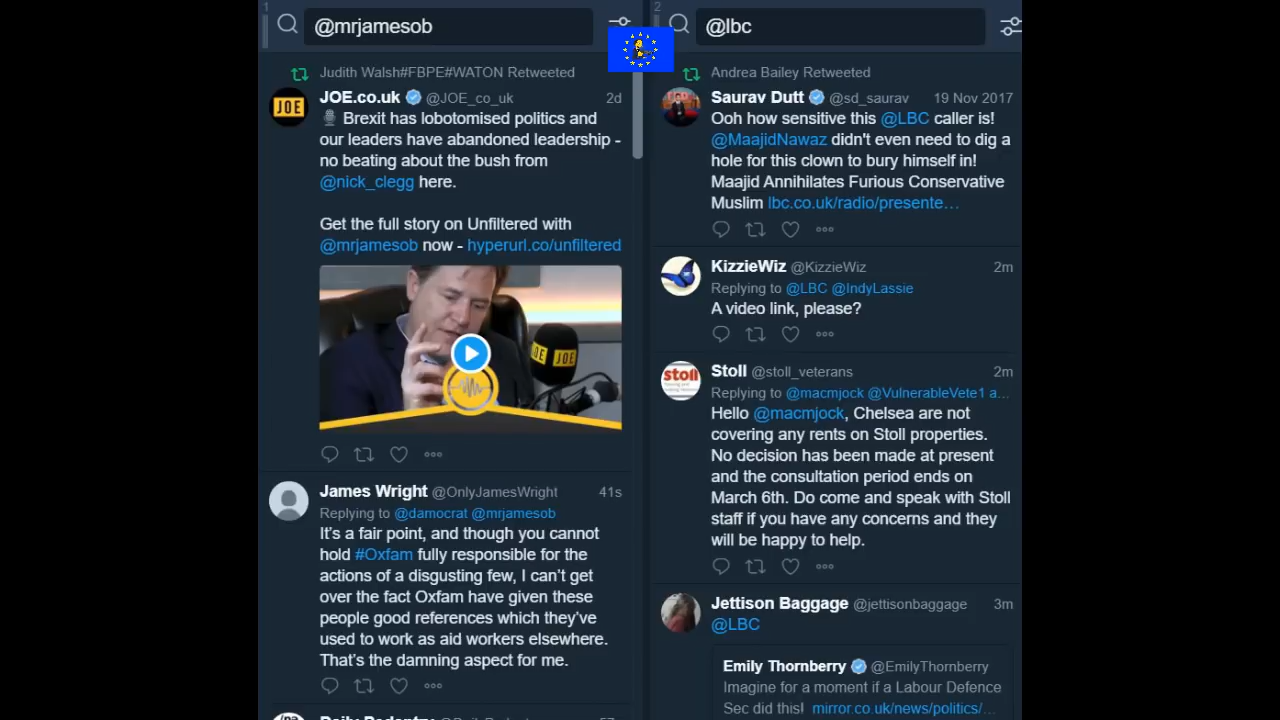 1
@mrjamesob
Judith Walsh#FBPE#WATON Retweeted
JOE.co.uk @JOE_co_uk 2d
JOE
Brexit has lobotomised politics and
our leaders have abandoned leadership -
no beating about the bush from
@nick_clegg here.
Get the full story on Unfiltered with
@mrjamesob now - hyperurl.co/unfiltered
JOE JOE
James Wright @OnlyJamesWright 41s
Replying to @damocrat @mrjamesob
It's a fair point, and though you cannot
hold #Oxfam fully responsible for the
actions of a disgusting few, I can't get
over the fact Oxfam have given these
people good references which they've
used to work as aid workers elsewhere.
That's the damning aspect for me.
2
@lbc
Andrea Bailey Retweeted
Saurav Dutt @sd_saurav 19 Nov 2017
Ooh how sensitive this @LBC caller is!
@MaajidNawaz didn't even need to dig a
hole for this clown to bury himself in!
Maajid Annihilates Furious Conservative
Muslim lbc.co.uk/radio/presente…
KizzieWiz @KizzieWiz 2m
Replying to @LBC @IndyLassie
A video link, please?
Stoll @stoll_veterans 2m
stoll
Replying to @macmjock @VulnerableVete1 a...
Hello @macmjock, Chelsea are not
covering any rents on Stoll properties.
No decision has been made at present
and the consultation period ends on
March 6th. Do come and speak with Stoll
staff if you have any concerns and they
will be happy to help.
Jettison Baggage @jettisonbaggage 3m
@LBC
Emily Thornberry @EmilyThornberry
Imagine for a moment if a Labour Defence
Sec did this! mirror.co.uk/news/politics/…